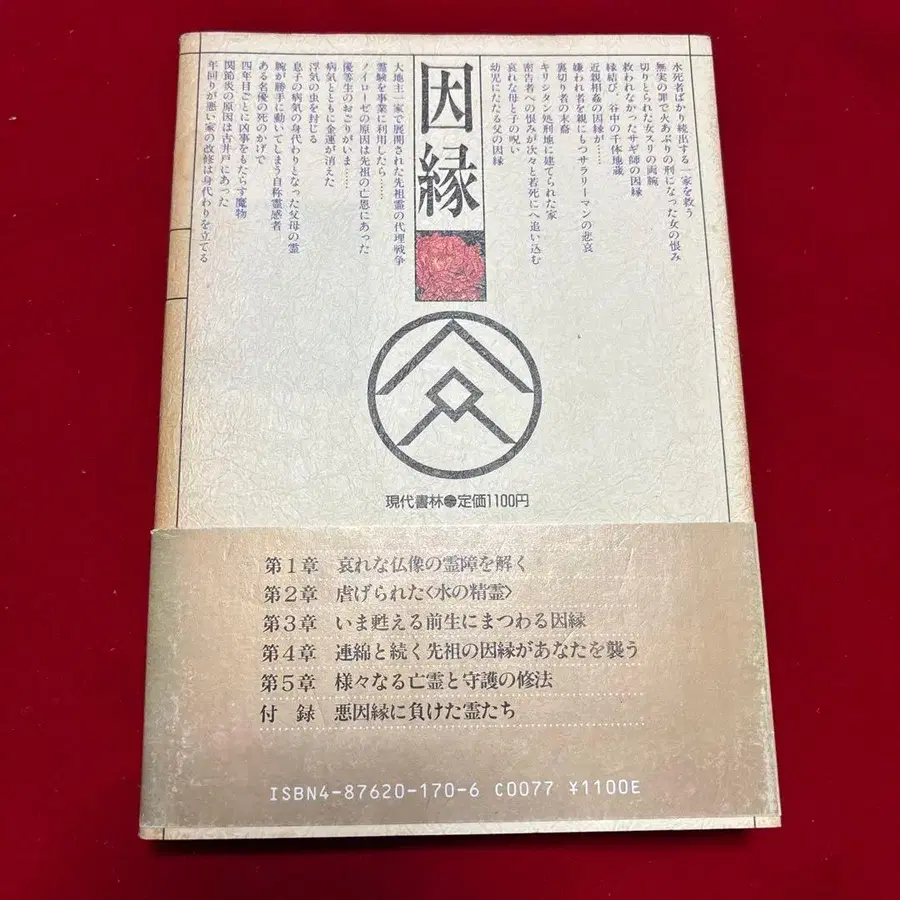 水死者ばかり続出する一家を救う
無実の罪で火あぶりの刑になった女の恨み
切りとられた女スリの両腕
救われなかったサギ師の因縁
縁結び、谷中の千体地蔵
近親相姦の因縁が……
嫌われ者を親にもつサラリーマンの悲哀
裏切り者の末裔
キリシタン処刑地に建てられた家
密告者への恨みが次々と若死にへ追い込む
哀れな母と子の呪い
幼児にたたる父の因縁
因縁
大地主一家で展開された先祖霊の代理戦争
霊験を事業に利用したら……
ノイローゼの原因は先祖の亡恩にあった
優等生のおごりがいま……
病気とともに金運が消えた
浮気の虫を封じる
息子の病気の身代わりとなった父母の霊
腕が勝手に動いてしまう自称霊感者
ある名優の死のかげで
四年目ごとに凶事をもたらす魔物
関節炎の原因は古井戸にあった
年回りが悪い家の改修は身代わりを立てる
現代書林●定価1100円
第1章 哀れな仏像の霊障を解く
第2章 虐げられた〈水の精霊〉
第3章 いま甦える前生にまつわる因縁
第4章 連綿と続く先祖の因縁があなたを襲う
第5章 様々なる亡霊と守護の修法
付 録 悪因縁に負けた霊たち
ISBN4-87620-170-6 C0077 ¥1100E